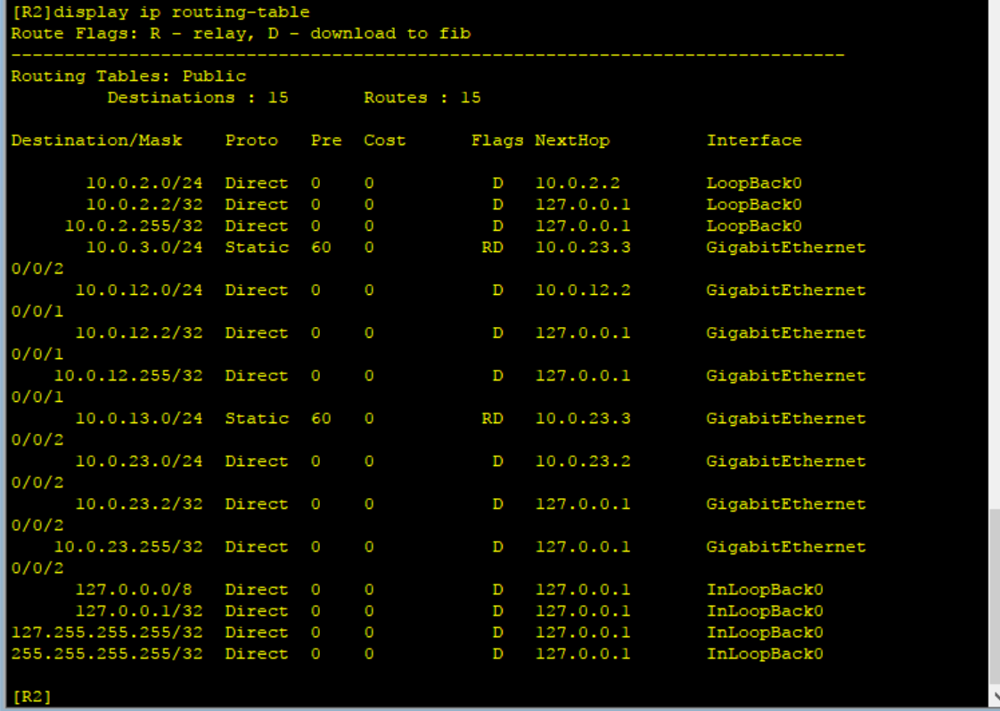 [R2]display ip routing-table
Route Flags: R - relay, D - download to fib
------------------------------------------------------------------------------
Routing Tables: Public
         Destinations : 15       Routes : 15

Destination/Mask    Proto   Pre  Cost      Flags NextHop         Interface

       10.0.2.0/24  Direct  0    0           D   10.0.2.2        LoopBack0
       10.0.2.2/32  Direct  0    0           D   127.0.0.1       LoopBack0
     10.0.2.255/32  Direct  0    0           D   127.0.0.1       LoopBack0
       10.0.3.0/24  Static  60   0          RD   10.0.23.3       GigabitEthernet
0/0/2
      10.0.12.0/24  Direct  0    0           D   10.0.12.2       GigabitEthernet
0/0/1
      10.0.12.2/32  Direct  0    0           D   127.0.0.1       GigabitEthernet
0/0/1
    10.0.12.255/32  Direct  0    0           D   127.0.0.1       GigabitEthernet
0/0/1
      10.0.13.0/24  Static  60   0          RD   10.0.23.3       GigabitEthernet
0/0/2
      10.0.23.0/24  Direct  0    0           D   10.0.23.2       GigabitEthernet
0/0/2
      10.0.23.2/32  Direct  0    0           D   127.0.0.1       GigabitEthernet
0/0/2
    10.0.23.255/32  Direct  0    0           D   127.0.0.1       GigabitEthernet
0/0/2
      127.0.0.0/8   Direct  0    0           D   127.0.0.1       InLoopBack0
      127.0.0.1/32  Direct  0    0           D   127.0.0.1       InLoopBack0
127.255.255.255/32  Direct  0    0           D   127.0.0.1       InLoopBack0
255.255.255.255/32  Direct  0    0           D   127.0.0.1       InLoopBack0

[R2]